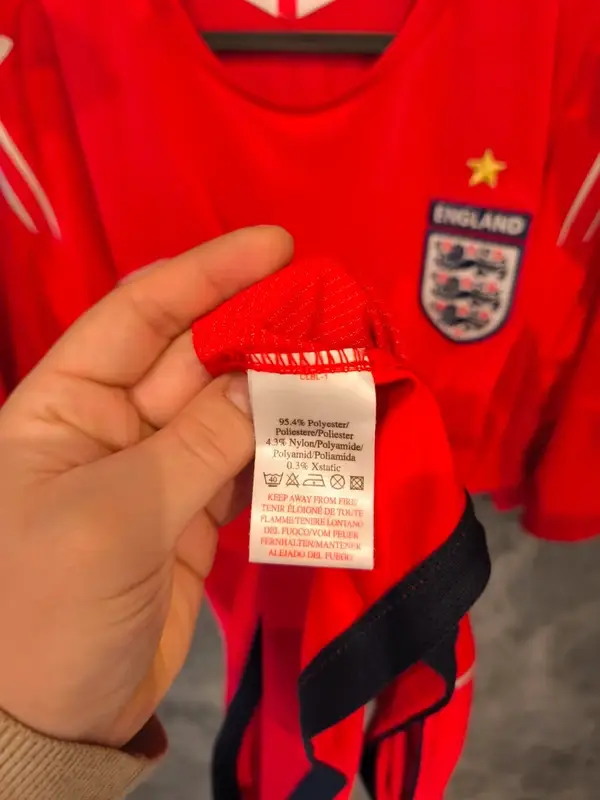 ENGLAND
95.4% Polyester/
Poliestere/Poliester
4.3% Nylon/Polyamide/
Polyamid/Poliamida
0.3% Xstatic
40
KEEP AWAY FROM FIRE/
TENIR ÉLOIGNÉ DE TOUTE
FLAMME/TENERE LONTANO
DEL FUOCO/VOM FEUER
FERNHALTEN/MANTENER
ALEJADO DEL FUEGO